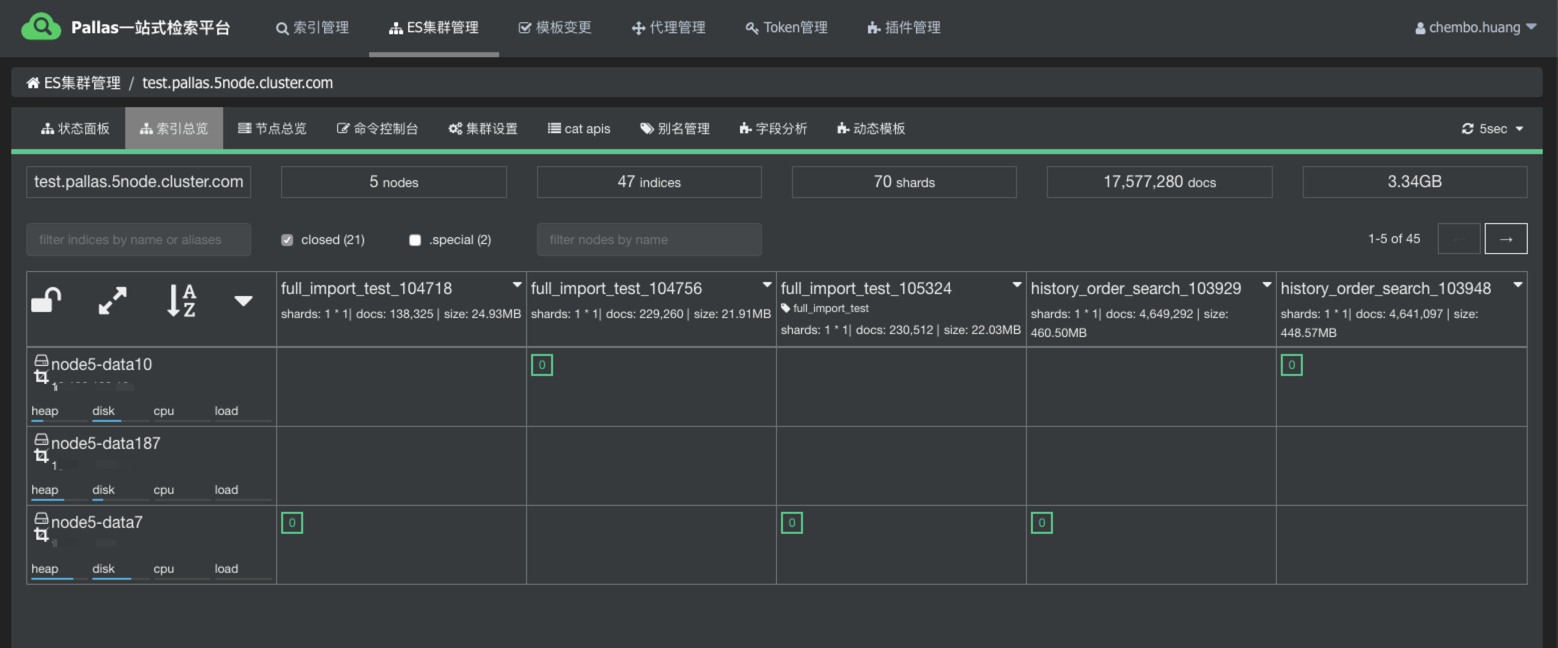 Pallas一站式检索平台 索引管理 ES集群管理 模板变更 代理管理 Token管理 插件管理 chembo.huang
ES集群管理 / test.pallas.5node.cluster.com
状态面板 索引总览 节点总览 命令控制台 集群设置 cat apis 别名管理 字段分析 动态模板 5sec
test.pallas.5node.cluster.com 5 nodes 47 indices 70 shards 17,577,280 docs 3.34GB
filter indices by name or aliases closed (21) .special (2) filter nodes by name 1-5 of 45 ← →
A Z full_import_test_104718 full_import_test_104756 full_import_test_105324 history_order_search_103929 history_order_search_103948
full_import_test
shards: 1 * 1| docs: 138,325 | size: 24.93MB shards: 1 * 1| docs: 229,260 | size: 21.91MB shards: 1 * 1| docs: 230,512 | size: 22.03MB shards: 1 * 1| docs: 4,649,292 | size: shards: 1 * 1| docs: 4,641,097 | size:
460.50MB 448.57MB
node5-data10 0 0
heap disk cpu load
node5-data187
heap disk cpu load
node5-data7 0 0 0
heap disk cpu load